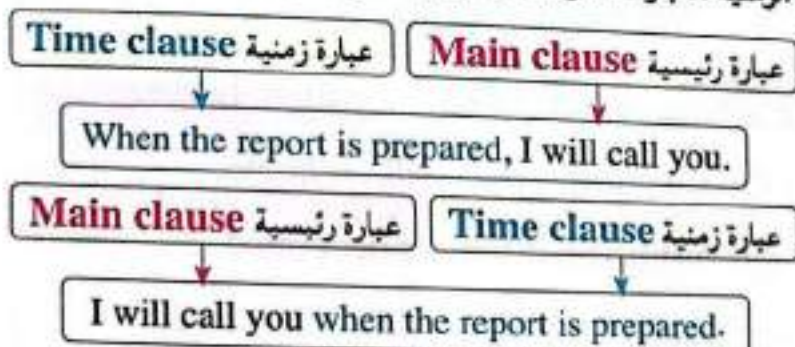 Time clause عبارة زمنية Main clause عبارة رئيسية
When the report is prepared, I will call you.
Main clause عبارة رئيسية Time clause عبارة زمنية
I will call you when the report is prepared.